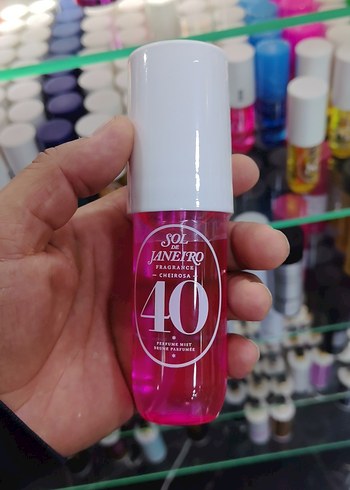 SOL
DE
JANEIRO
FRAGRANCE
CHEIROSA
40
PERFUME MIST
BRUME PARFUMÉE